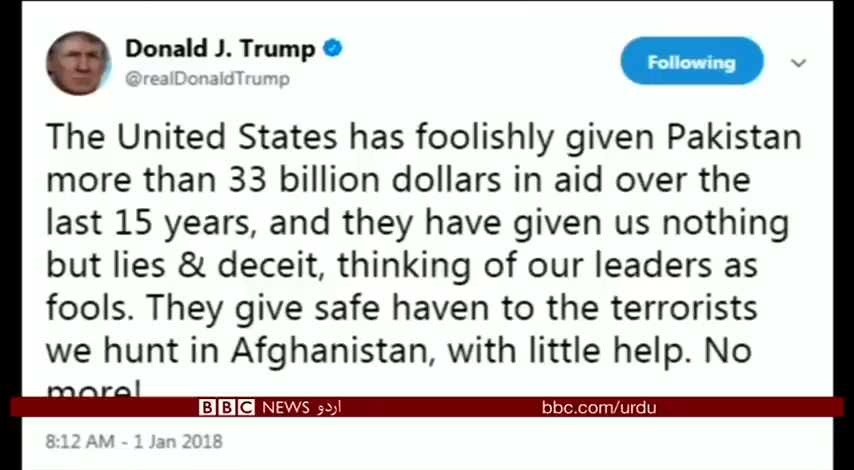 Donald J. Trump
@realDonaldTrump
Following
The United States has foolishly given Pakistan
more than 33 billion dollars in aid over the
last 15 years, and they have given us nothing
but lies & deceit, thinking of our leaders as
fools. They give safe haven to the terrorists
we hunt in Afghanistan, with little help. No
more!
BBC NEWS اردو
bbc.com/urdu
8:12 AM - 1 Jan 2018